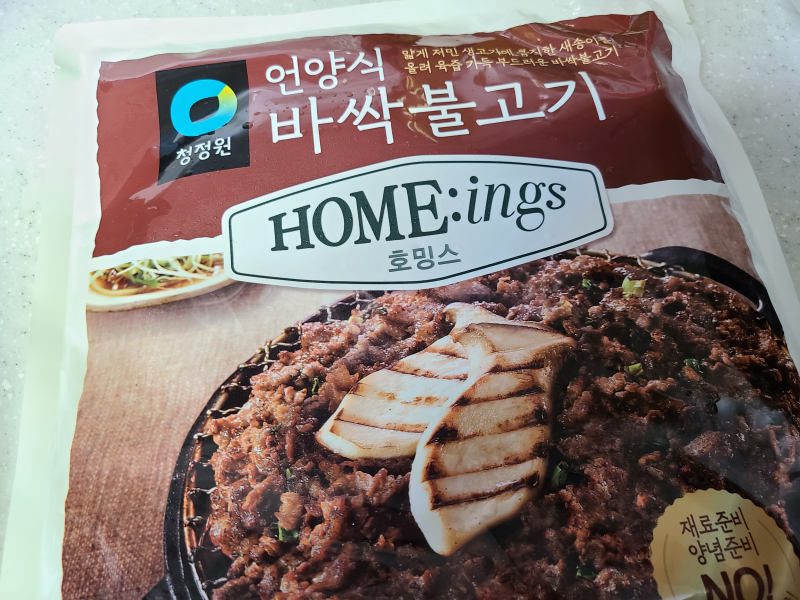 얇게 저민 생고기에 큼직한 새송이를
올려 육즙 가득 부드러운 바싹불고기
언양식
바싹불고기
청정원
HOME:ings
호밍스
재료준비
양념준비
NO!